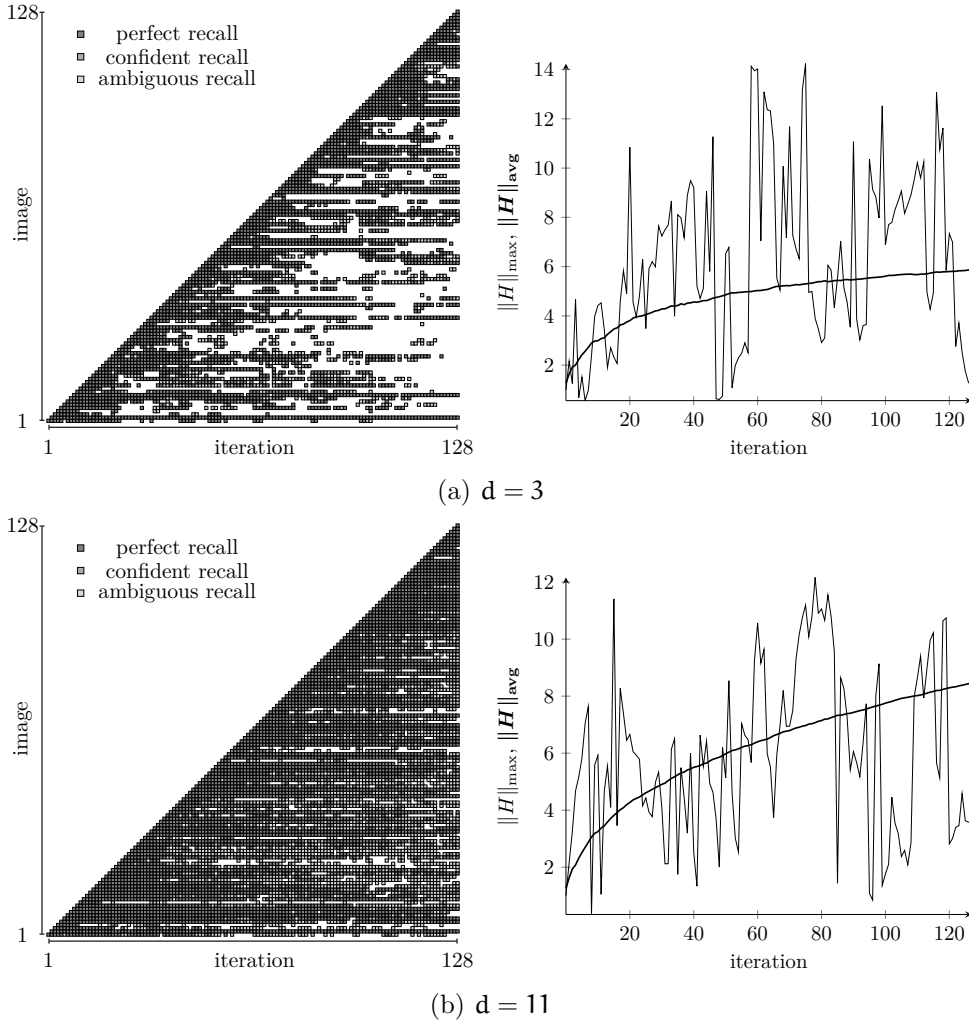 128
perfect recall
confident recall
ambiguous recall
image
1
1
128
iteration
14
12
10
8
6
4
2
‖H‖max, ‖H‖avg
20
40
60
80
100
120
iteration
(a) d = 3
128
perfect recall
confident recall
ambiguous recall
image
1
1
128
iteration
12
10
8
6
4
2
‖H‖max, ‖H‖avg
20
40
60
80
100
120
iteration
(b) d = 11